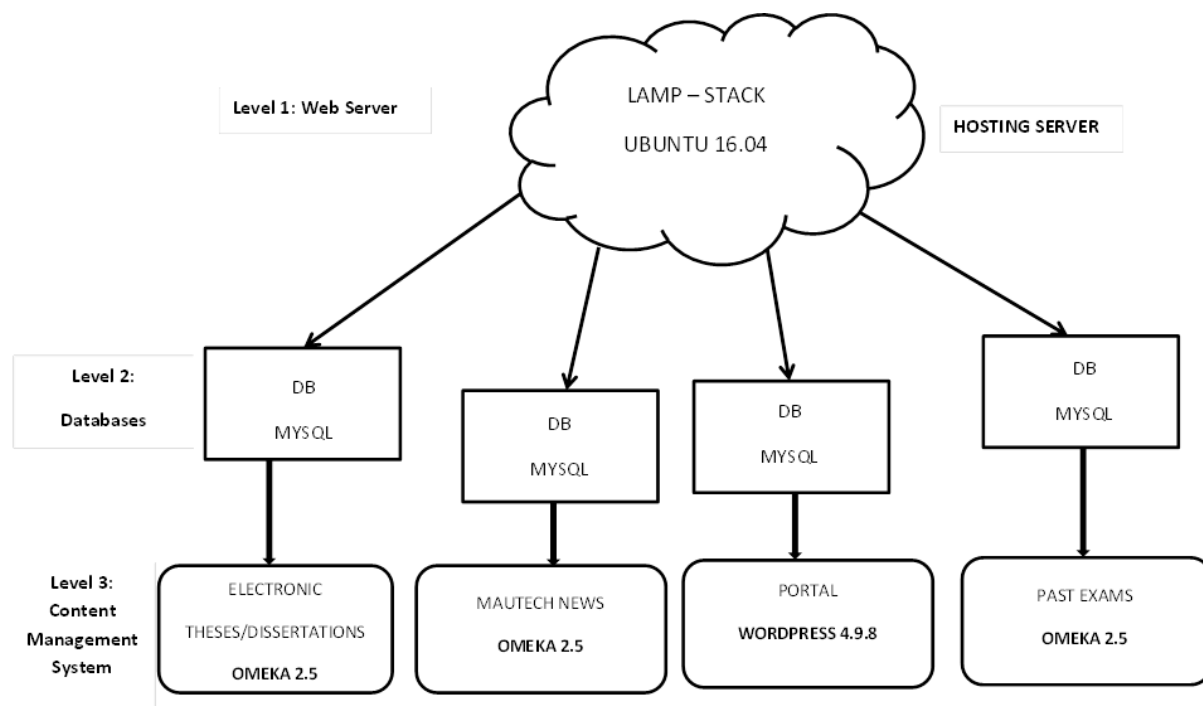 LAMP – STACK
UBUNTU 16.04
Level 1: Web Server
HOSTING SERVER
Level 2:
Databases
DB
MYSQL
DB
MYSQL
DB
MYSQL
DB
MYSQL
Level 3:
Content
Management
System
ELECTRONIC
THESES/DISSERTATIONS
OMEKA 2.5
MAUTECH NEWS
OMEKA 2.5
PORTAL
WORDPRESS 4.9.8
PAST EXAMS
OMEKA 2.5